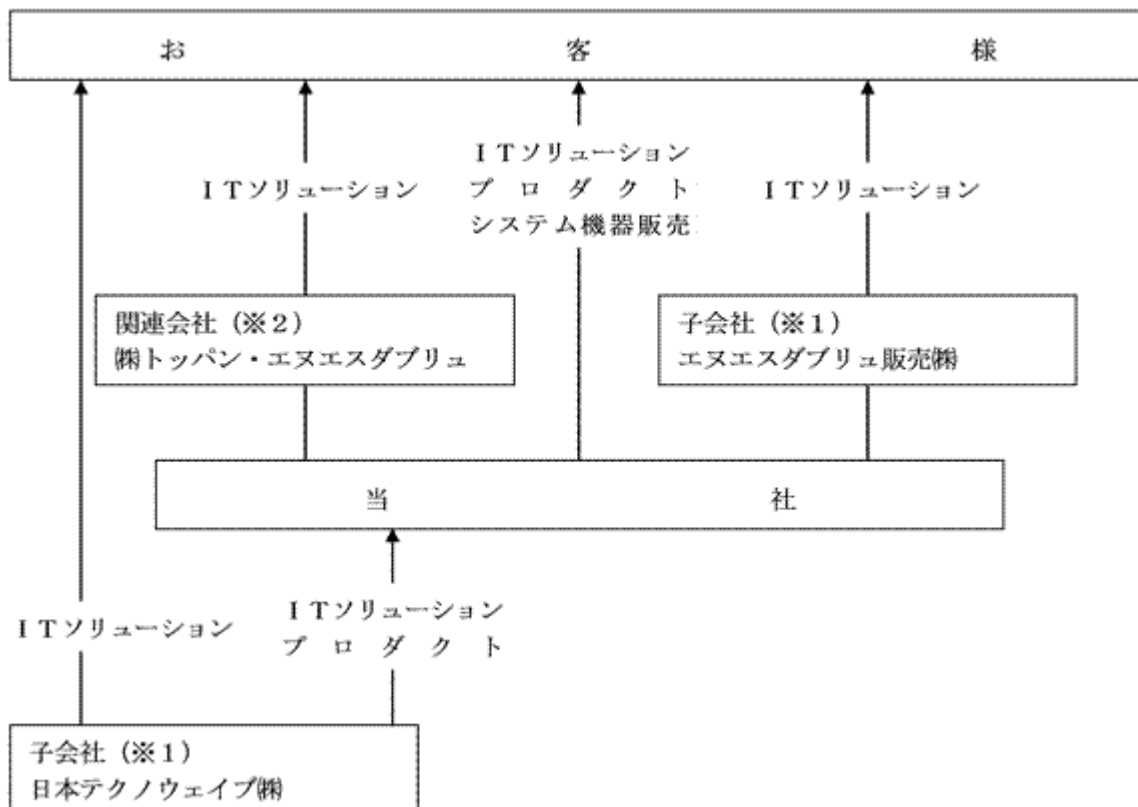 お客様
ＩＴソリューション
プロダクト
システム機器販売
ＩＴソリューション
ＩＴソリューション
関連会社（※２）
㈱トッパン・エヌエスダブリュ
子会社（※１）
エヌエスダブリュ販売㈱
当社
ＩＴソリューション
ＩＴソリューション
プロダクト
子会社（※１）
日本テクノウェイブ㈱